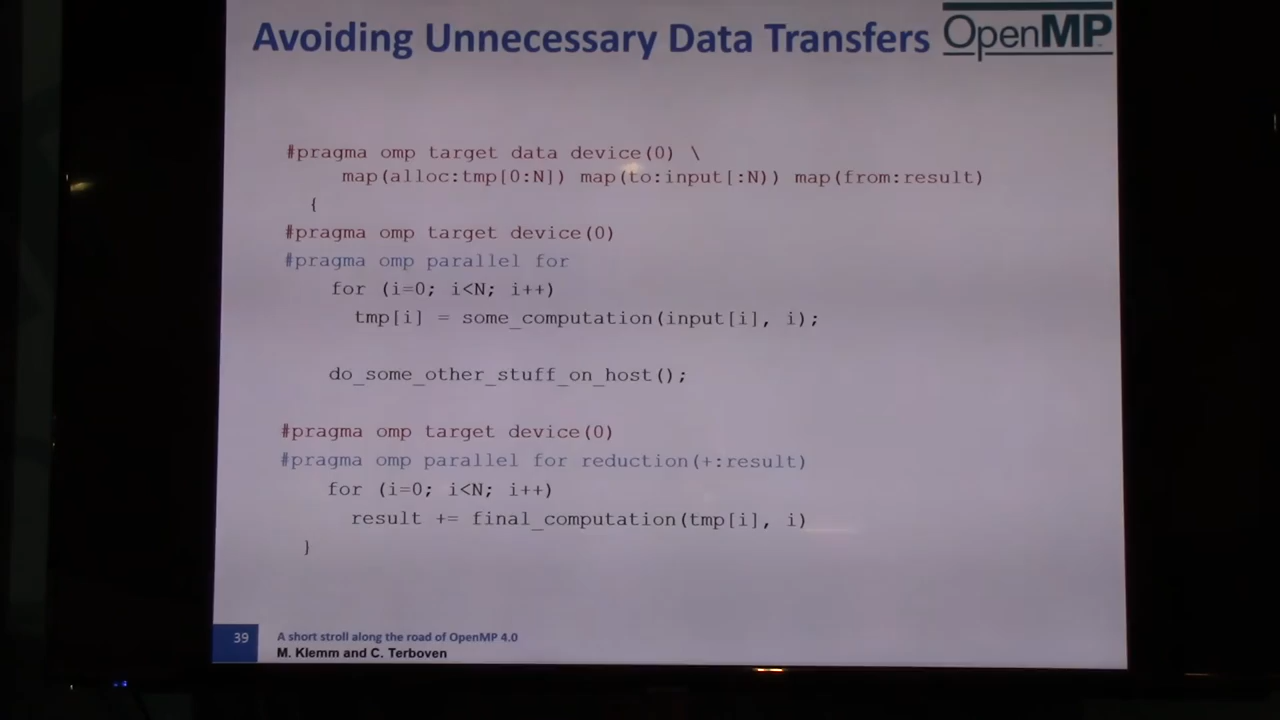 Avoiding Unnecessary Data Transfers OpenMP
#pragma omp target data device(0) \
map(alloc:tmp[0:N]) map(to:input[:N)) map(from:result)
{
#pragma omp target device(0)
#pragma omp parallel for
for (i=0; i<N; i++)
tmp[i] = some_computation(input[i], i);
do_some_other_stuff_on_host();
#pragma omp target device(0)
#pragma omp parallel for reduction(+:result)
for (i=0; i<N; i++)
result += final_computation(tmp[i], i)
}
39
A short stroll along the road of OpenMP 4.0
M. Klemm and C. Terboven